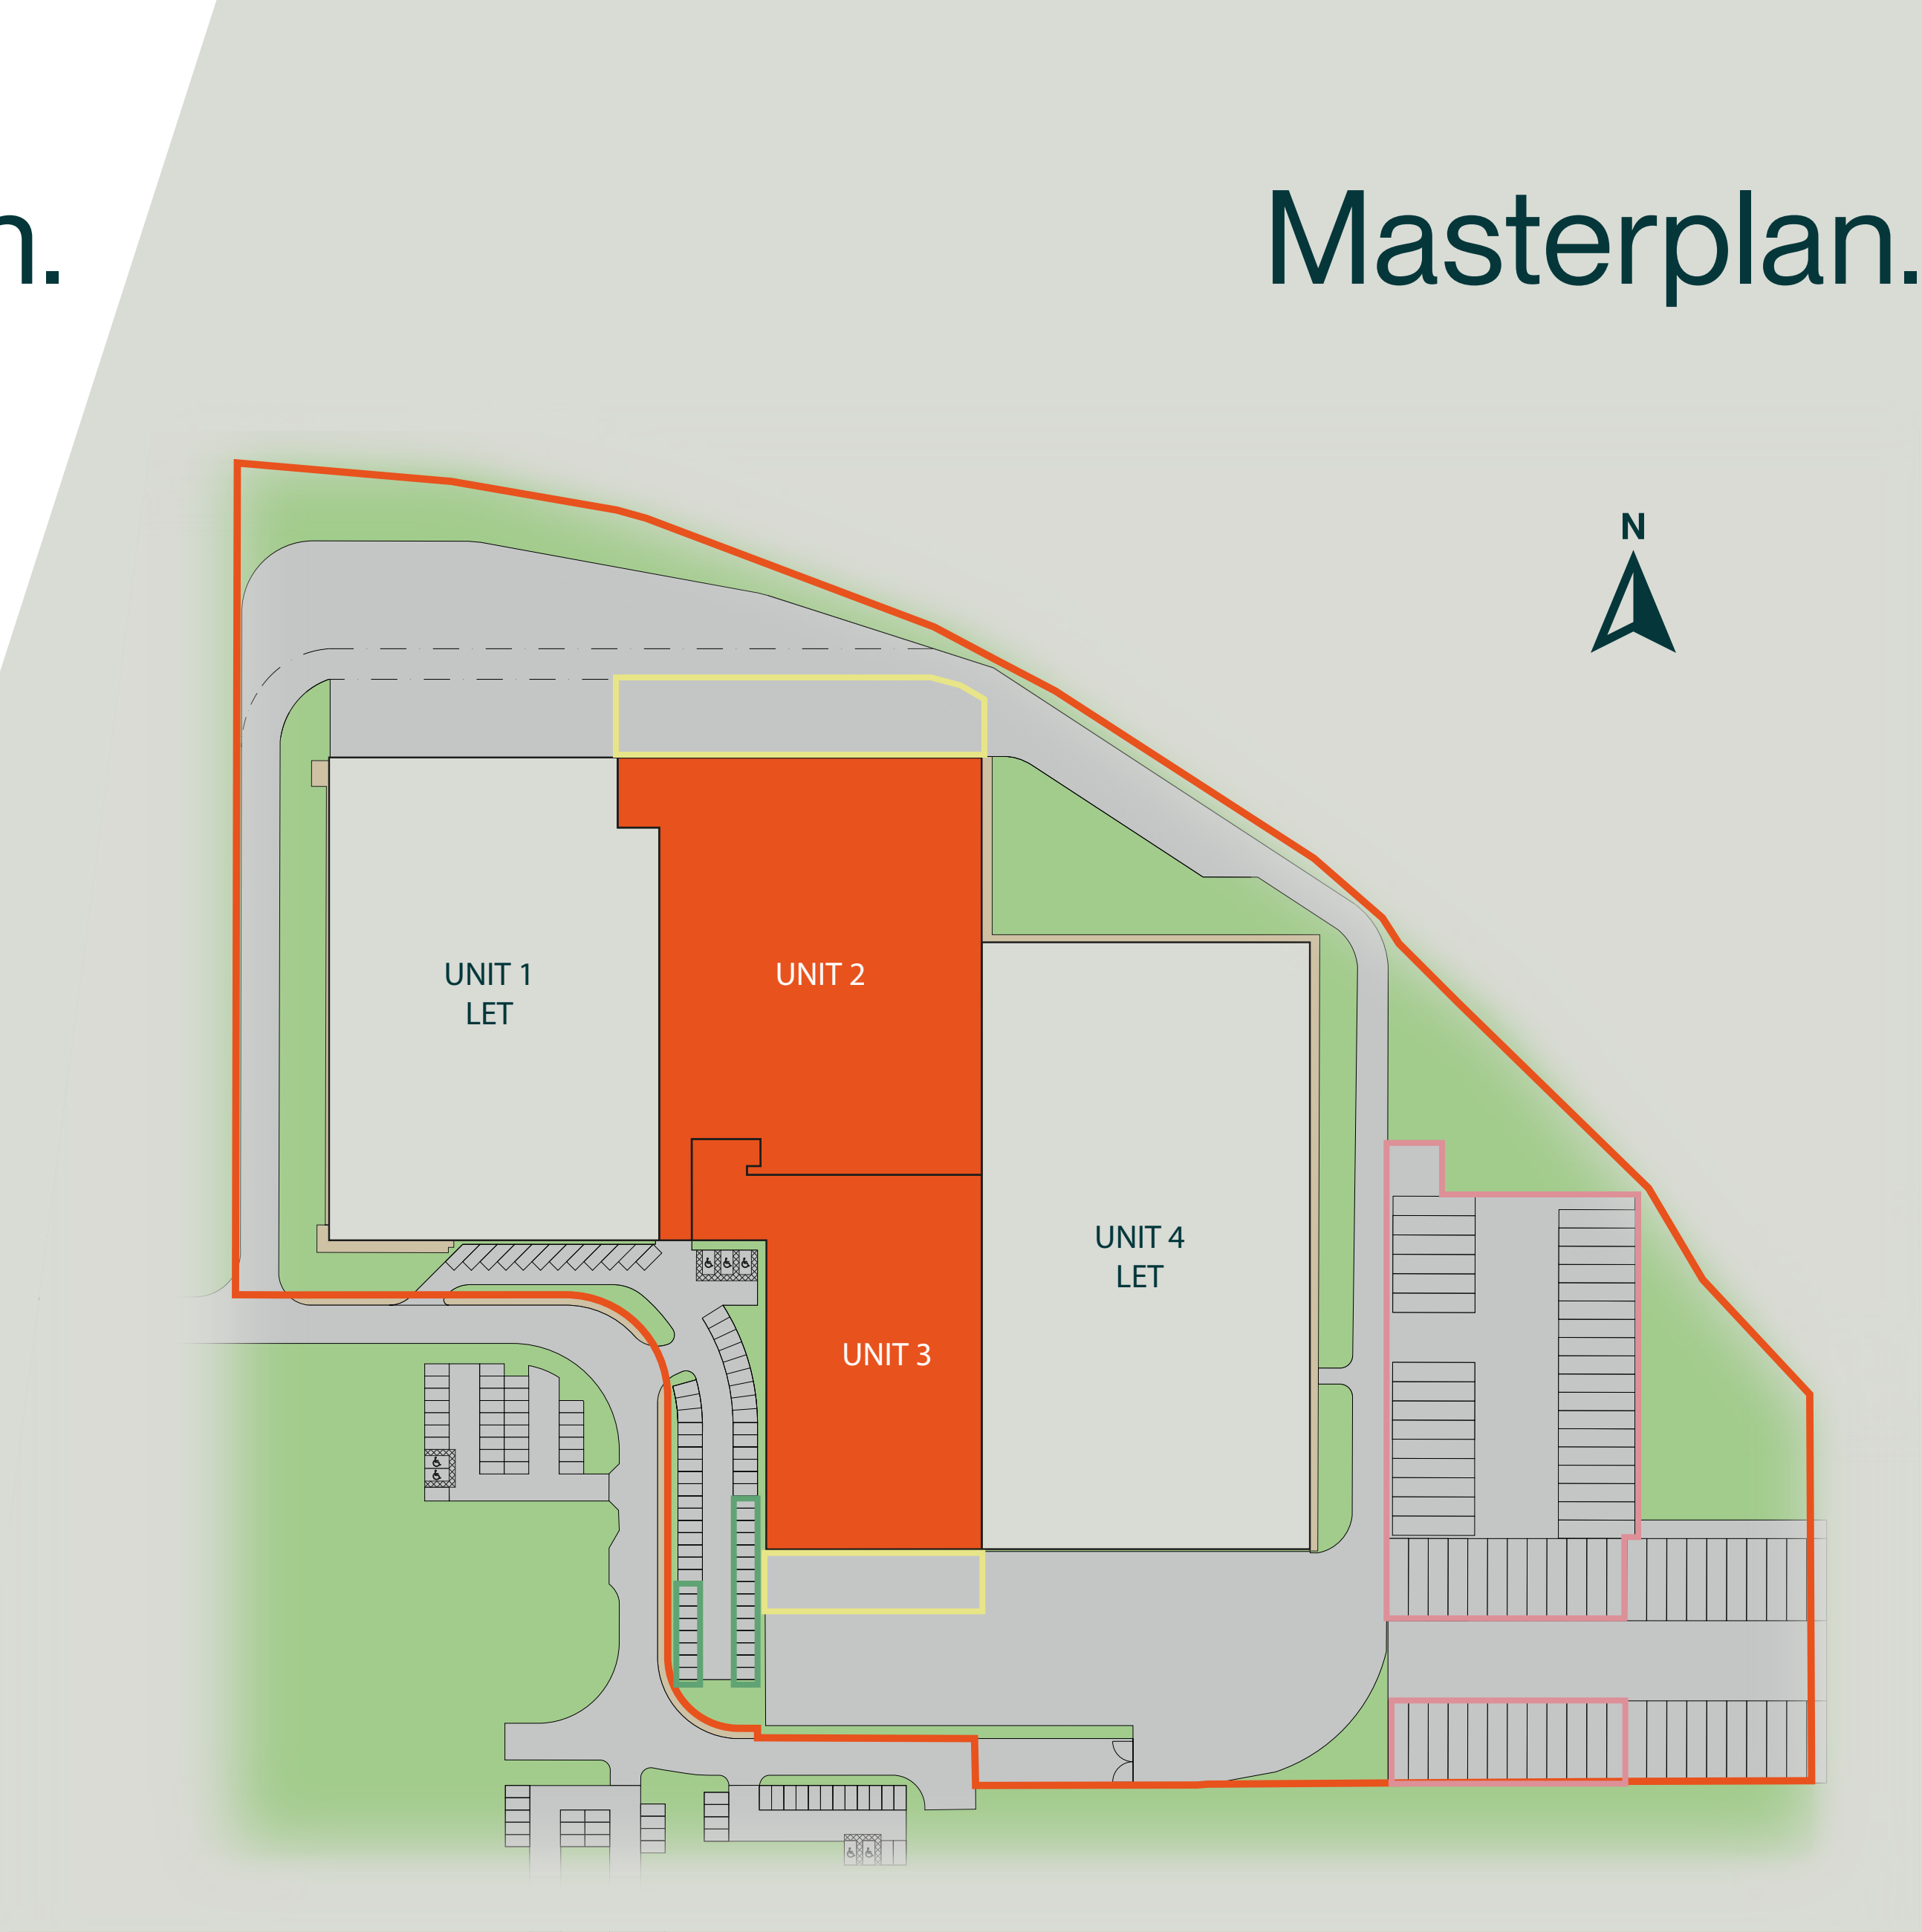 n.
Masterplan.
N
UNIT 1
LET
UNIT 2
UNIT 4
LET
UNIT 3